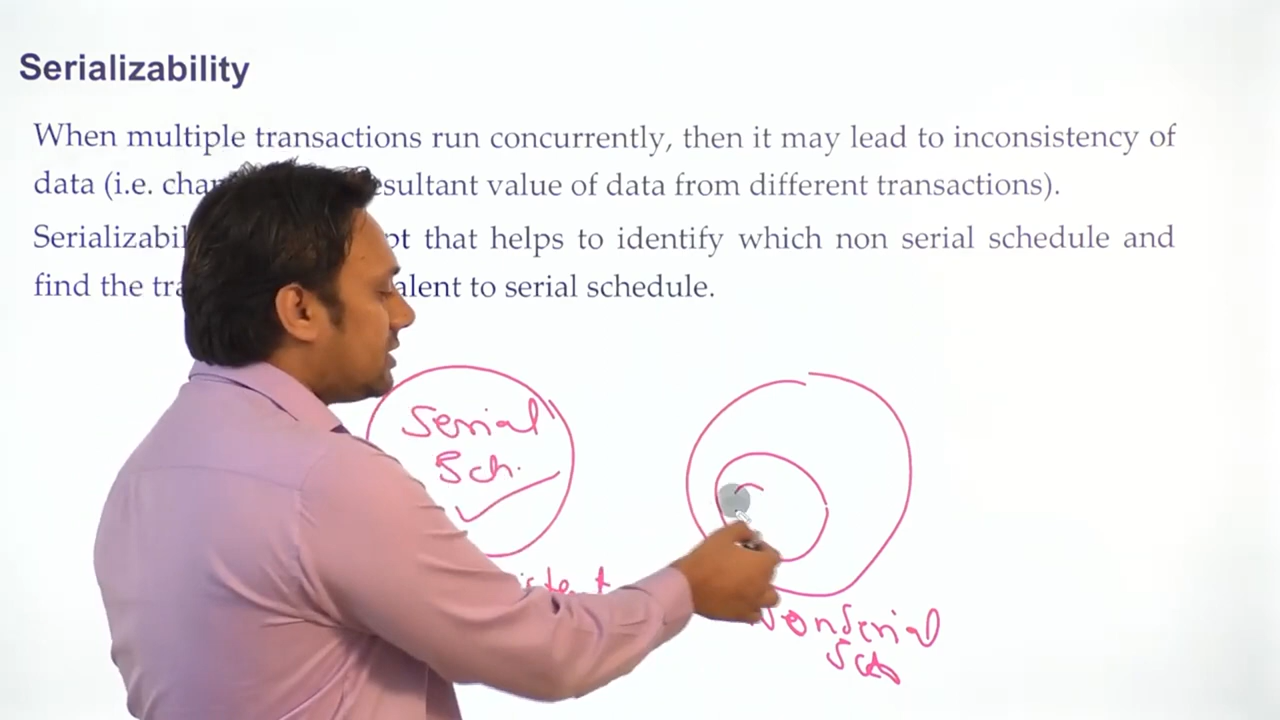 Serializability
When multiple transactions run concurrently, then it may lead to inconsistency of
data (i.e. esultant value of data from different transactions).
Serializabil pt that helps to identify which non serial schedule and
find the tra alent to serial schedule.
Serial
Sch.
NonSerial
Sch